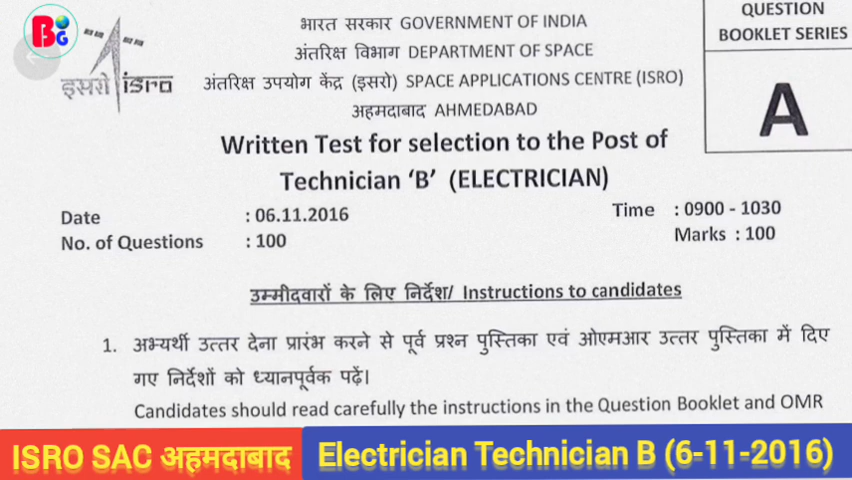 BG
QUESTION
BOOKLET SERIES
A
भारत सरकार GOVERNMENT OF INDIA
अंतरिक्ष विभाग DEPARTMENT OF SPACE
इसरो isro
अंतरिक्ष उपयोग केंद्र (इसरो) SPACE APPLICATIONS CENTRE (ISRO)
अहमदाबाद AHMEDABAD
Written Test for selection to the Post of
Technician ‘B’ (ELECTRICIAN)
Date : 06.11.2016 Time : 0900 - 1030
No. of Questions : 100 Marks : 100
उम्मीदवारों के लिए निर्देश/ Instructions to candidates
1. अभ्यर्थी उत्तर देना प्रारंभ करने से पूर्व प्रश्न पुस्तिका एवं ओएमआर उत्तर पुस्तिका में दिए
गए निर्देशों को ध्यानपूर्वक पढ़ें।
Candidates should read carefully the instructions in the Question Booklet and OMR
ISRO SAC अहमदाबाद Electrician Technician B (6-11-2016)